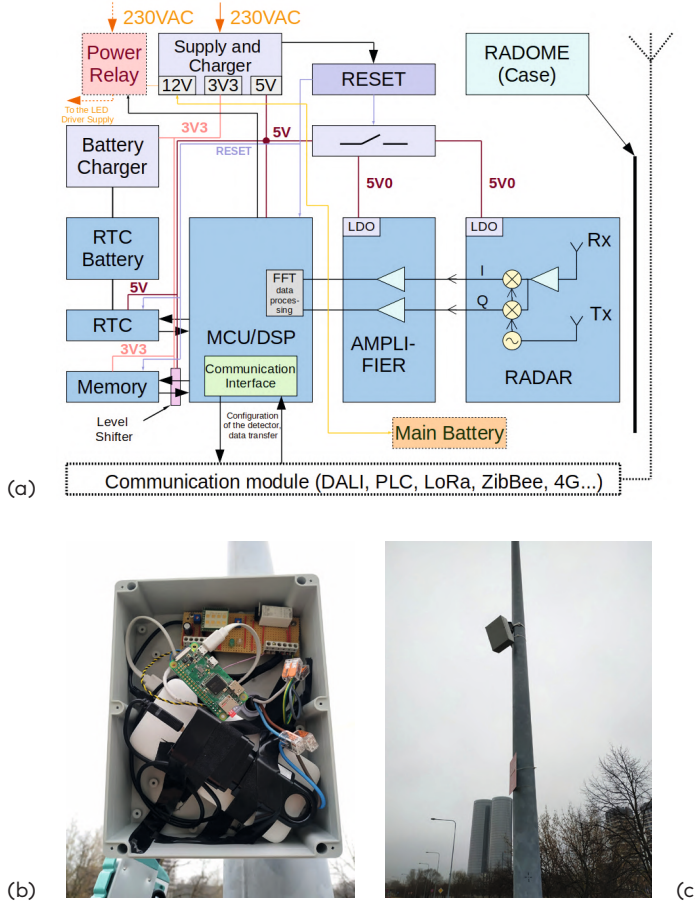 230VAC
230VAC
Power
Relay
Supply and
Charger
12V
3V3
5V
RESET
RADOME
(Case)
To the LED
Driver Supply
3V3
5V
RESET
Battery
Charger
5V0
5V0
RTC
Battery
LDO
LDO
5V
RTC
3V3
Memory
Level
Shifter
FFT
data
proces-
sing
MCU/DSP
Communication
Interface
AMPLI-
FIER
I
Q
Rx
Tx
RADAR
Configuration
of the detector,
data transfer
Main Battery
(a)
Communication module (DALI, PLC, LoRa, ZibBee, 4G...)
(b)
(c